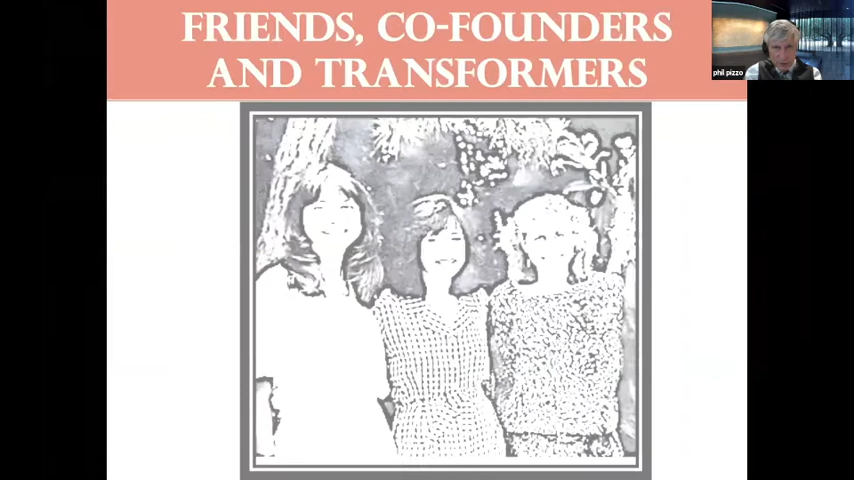 FRIENDS, CO-FOUNDERS
AND TRANSFORMERS
phil pizzo